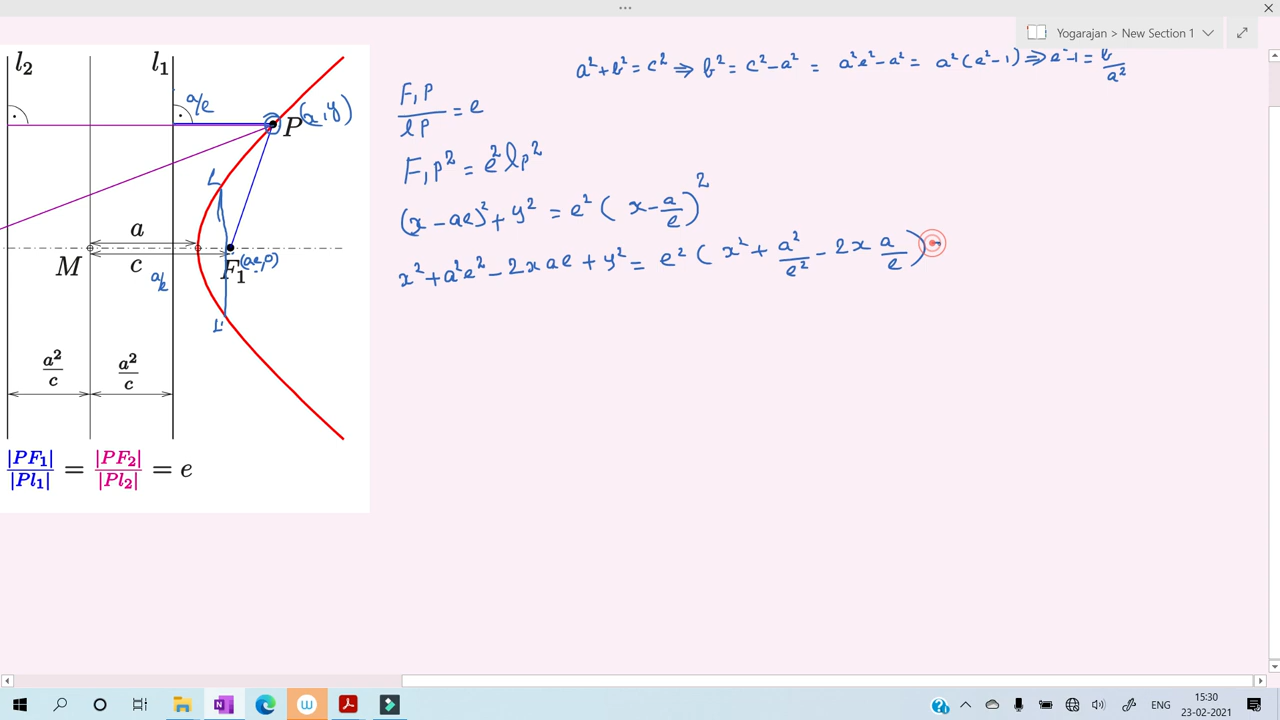 Yogarajan > New Section 1
a²+b²=c² ⇒ b² = c²-a² = a²e²-a² = a²(e²-1) ⇒ e²-1 = b/a²
F₁P/lP = e
F₁P² = e² lP²
(x-ae)²+y² = e²(x-a/e)²
x²+a²e²-2xae+y² = e²(x²+a²/e²-2x a/e) =
l₂ l₁
a/e
P (x,y)
L
a
c
M a/e F₁ (ae,0)
L'
a²/c a²/c
|PF₁|/|Pl₁| = |PF₂|/|Pl₂| = e
ENG 15:30
23-02-2021